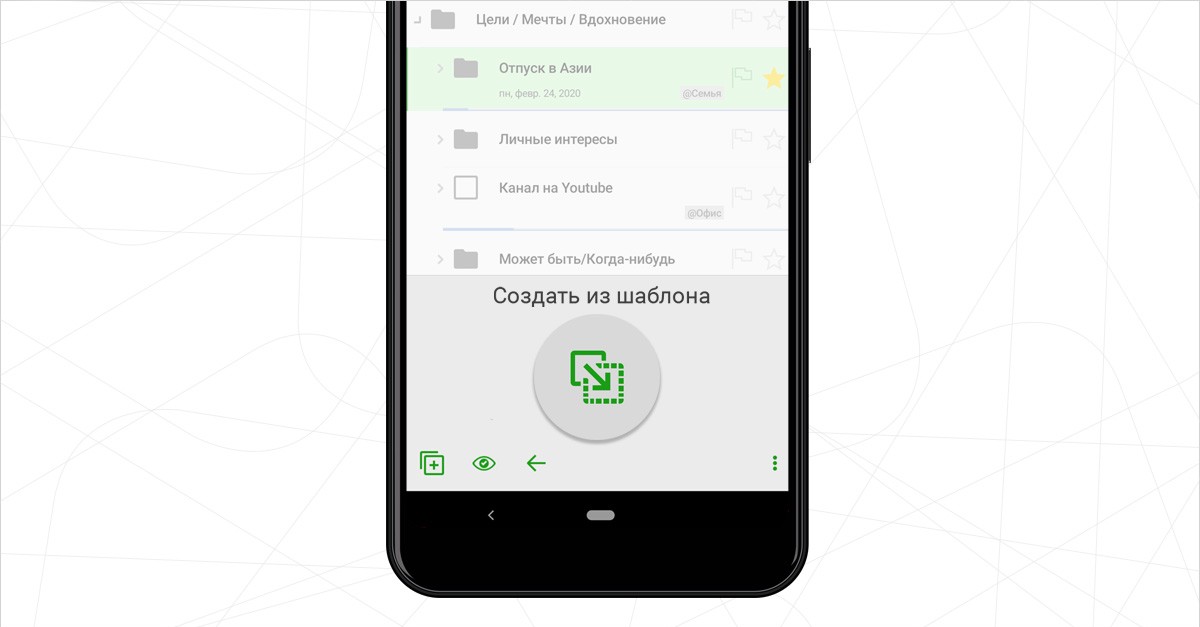 Цели / Мечты / Вдохновение
Отпуск в Азии
пн, февр. 24, 2020
@Семья
Личные интересы
Канал на Youtube
@Офис
Может быть/Когда-нибудь
Создать из шаблона